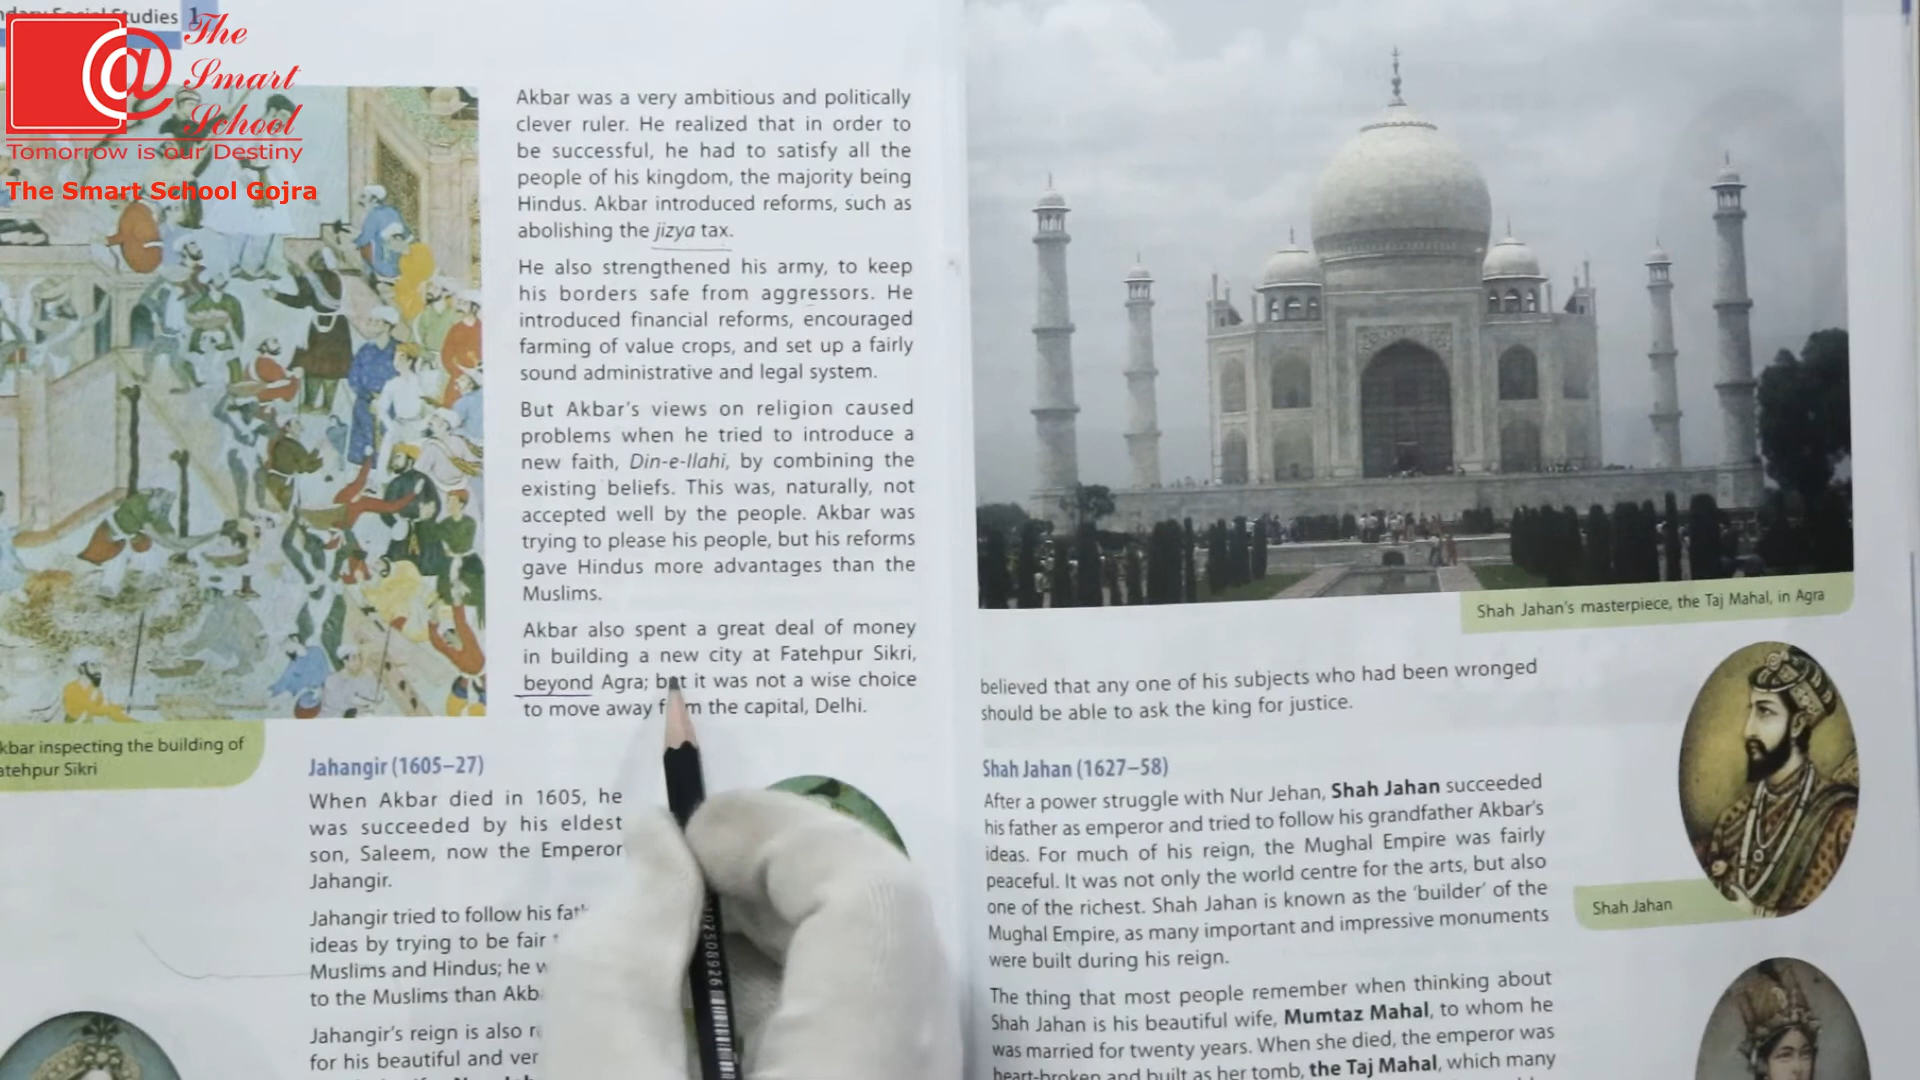 Studies 1
The
Smart
School
Tomorrow is our Destiny
The Smart School Gojra
Akbar was a very ambitious and politically
clever ruler. He realized that in order to
be successful, he had to satisfy all the
people of his kingdom, the majority being
Hindus. Akbar introduced reforms, such as
abolishing the jizya tax.
He also strengthened his army, to keep
his borders safe from aggressors. He
introduced financial reforms, encouraged
farming of value crops, and set up a fairly
sound administrative and legal system.
But Akbar's views on religion caused
problems when he tried to introduce a
new faith, Din-e-Ilahi, by combining the
existing beliefs. This was, naturally, not
accepted well by the people. Akbar was
trying to please his people, but his reforms
gave Hindus more advantages than the
Muslims.
Akbar also spent a great deal of money
in building a new city at Fatehpur Sikri,
beyond Agra; but it was not a wise choice
to move away from the capital, Delhi.
kbar inspecting the building of
atehpur Sikri
Jahangir (1605–27)
When Akbar died in 1605, he
was succeeded by his eldest
son, Saleem, now the Emperor
Jahangir.
Jahangir tried to follow his
ideas by trying to be fair
Muslims and Hindus; he
to the Muslims than
Jahangir's reign is also
for his beautiful and
Shah Jahan's masterpiece, the Taj Mahal, in Agra
believed that any one of his subjects who had been wronged
should be able to ask the king for justice.
Shah Jahan (1627–58)
After a power struggle with Nur Jehan, Shah Jahan succeeded
his father as emperor and tried to follow his grandfather Akbar's
ideas. For much of his reign, the Mughal Empire was fairly
peaceful. It was not only the world centre for the arts, but also
one of the richest. Shah Jahan is known as the 'builder' of the
Mughal Empire, as many important and impressive monuments
were built during his reign.
Shah Jahan
The thing that most people remember when thinking about
Shah Jahan is his beautiful wife, Mumtaz Mahal, to whom he
was married for twenty years. When she died, the emperor was
heart-broken and built as her tomb, the Taj Mahal, which many